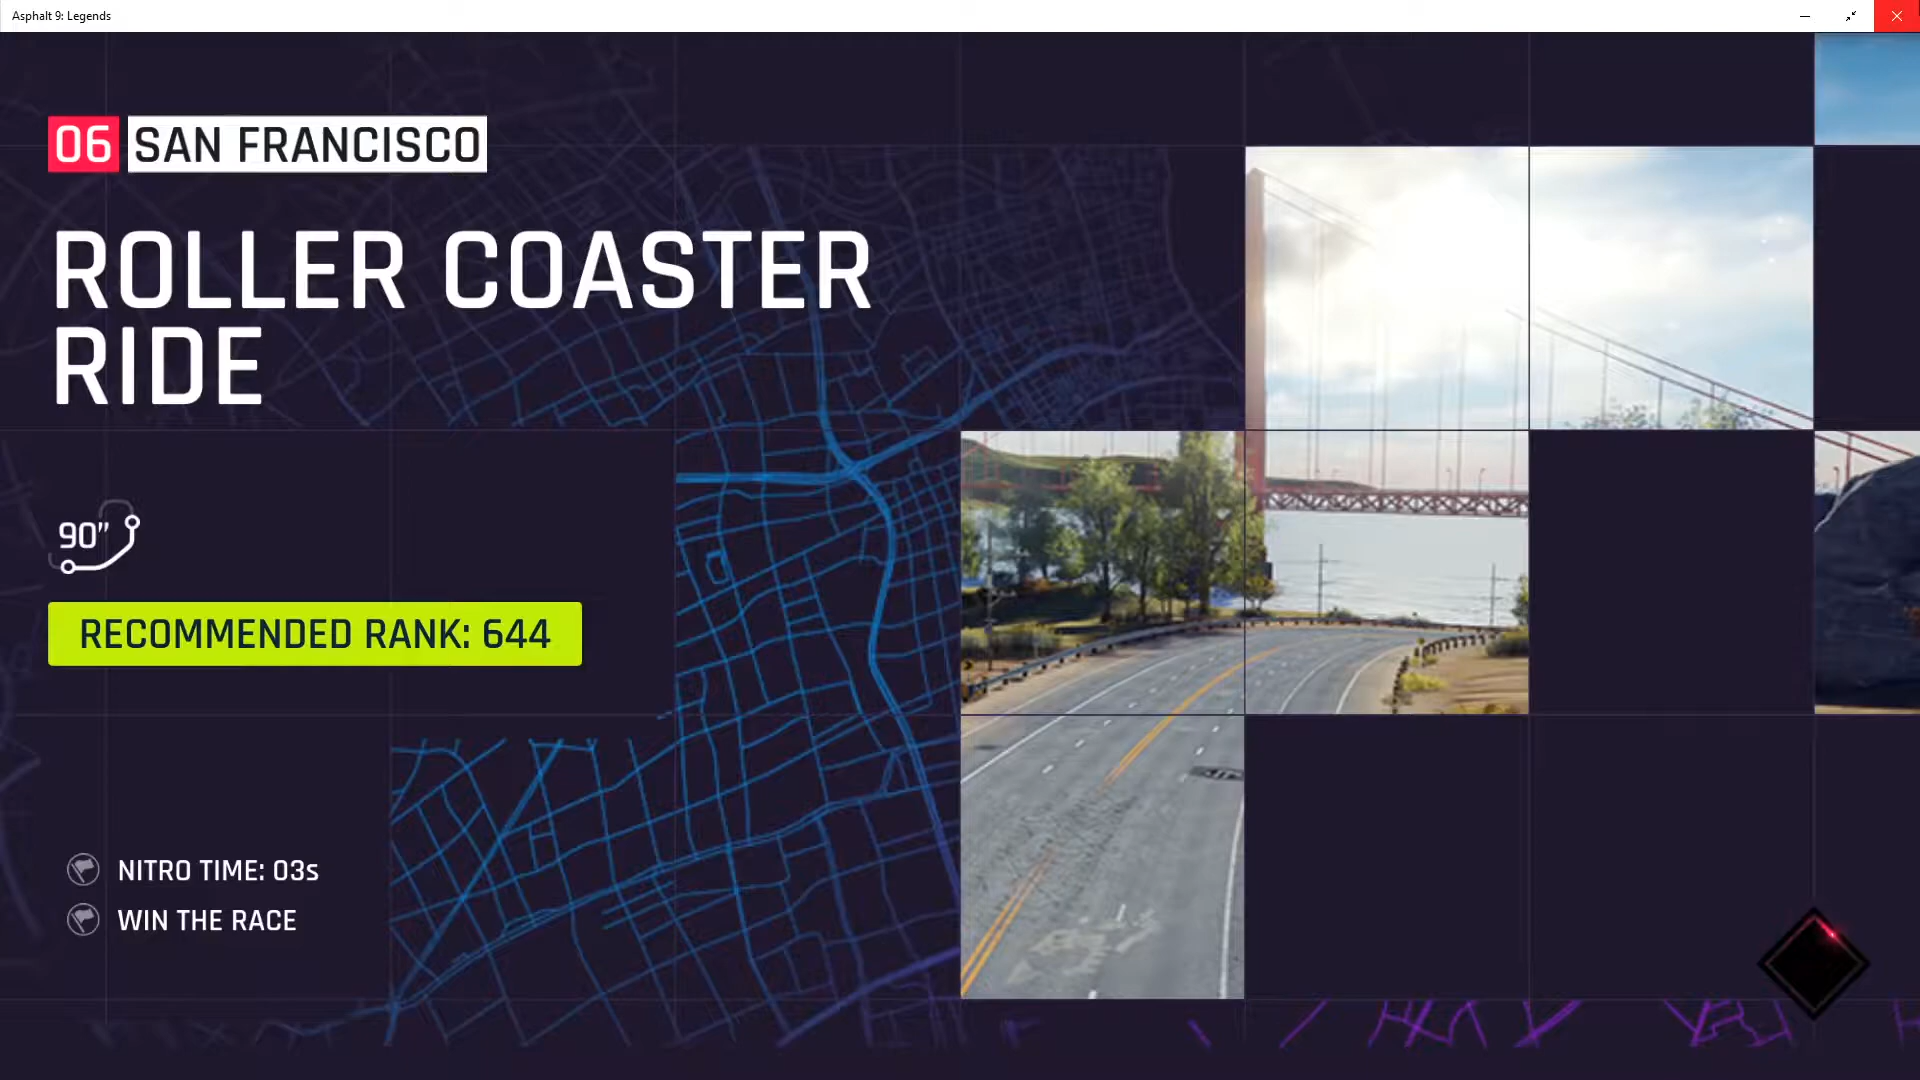 Asphalt 9: Legends
06 SAN FRANCISCO
ROLLER COASTER
RIDE
90”
RECOMMENDED RANK: 644
NITRO TIME: 03s
WIN THE RACE